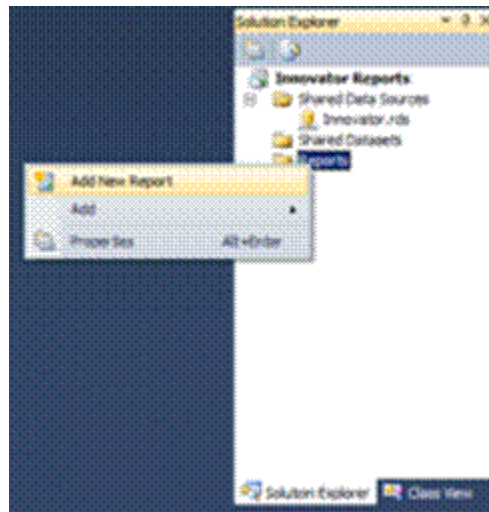 Solution Explorer
Innovator Reports
Shared Data Sources
Innovator.rds
Shared Datasets
Reports
Add New Report
Add
Properties Alt+Enter
Solution Explorer Class View